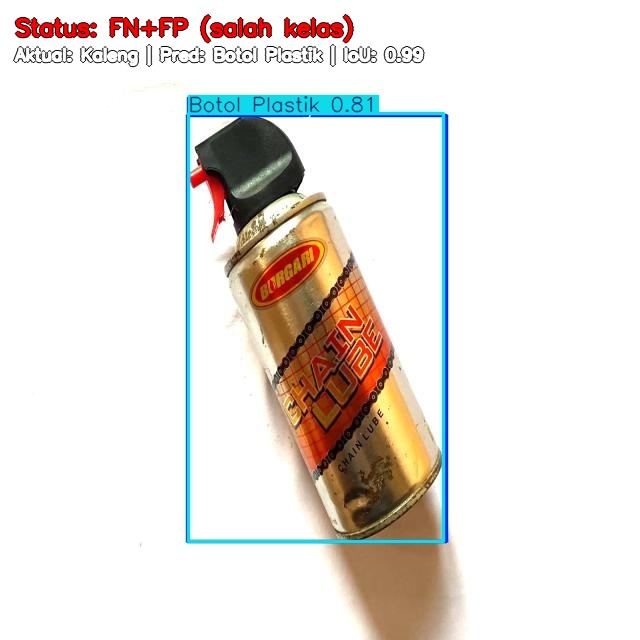 Status: FN+FP (salah kelas)
Aktual: Kaleng | Pred: Botol Plastik | IoU: 0.99
Botol Plastik 0.81
BURGARI
CHAIN
LUBE
CHAIN LUBE